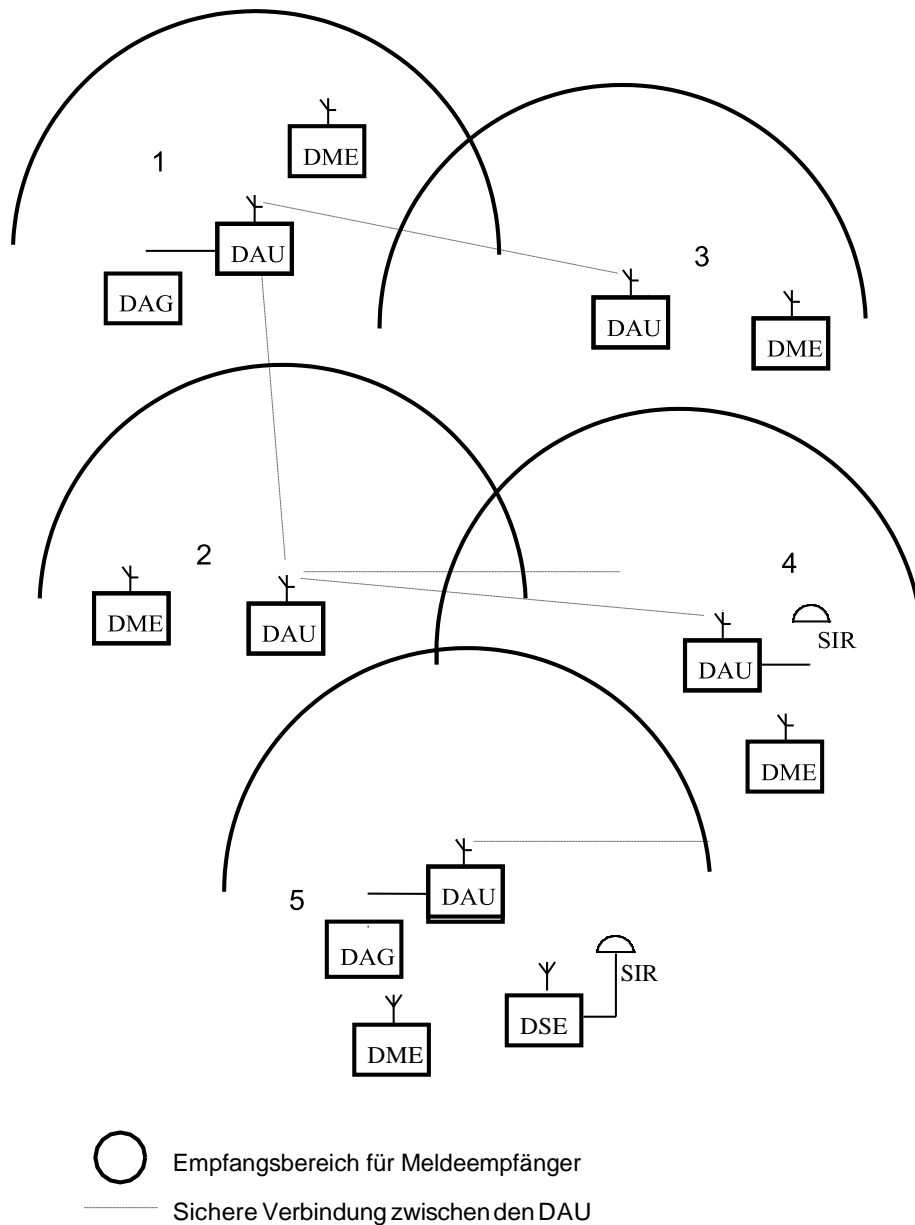 1
DME
DAU
DAG
3
DAU
DME
2
DME
DAU
4
SIR
DAU
DME
5
DAU
DAG
SIR
DSE
DME
Empfangsbereich für Meldeempfänger
Sichere Verbindung zwischen den DAU